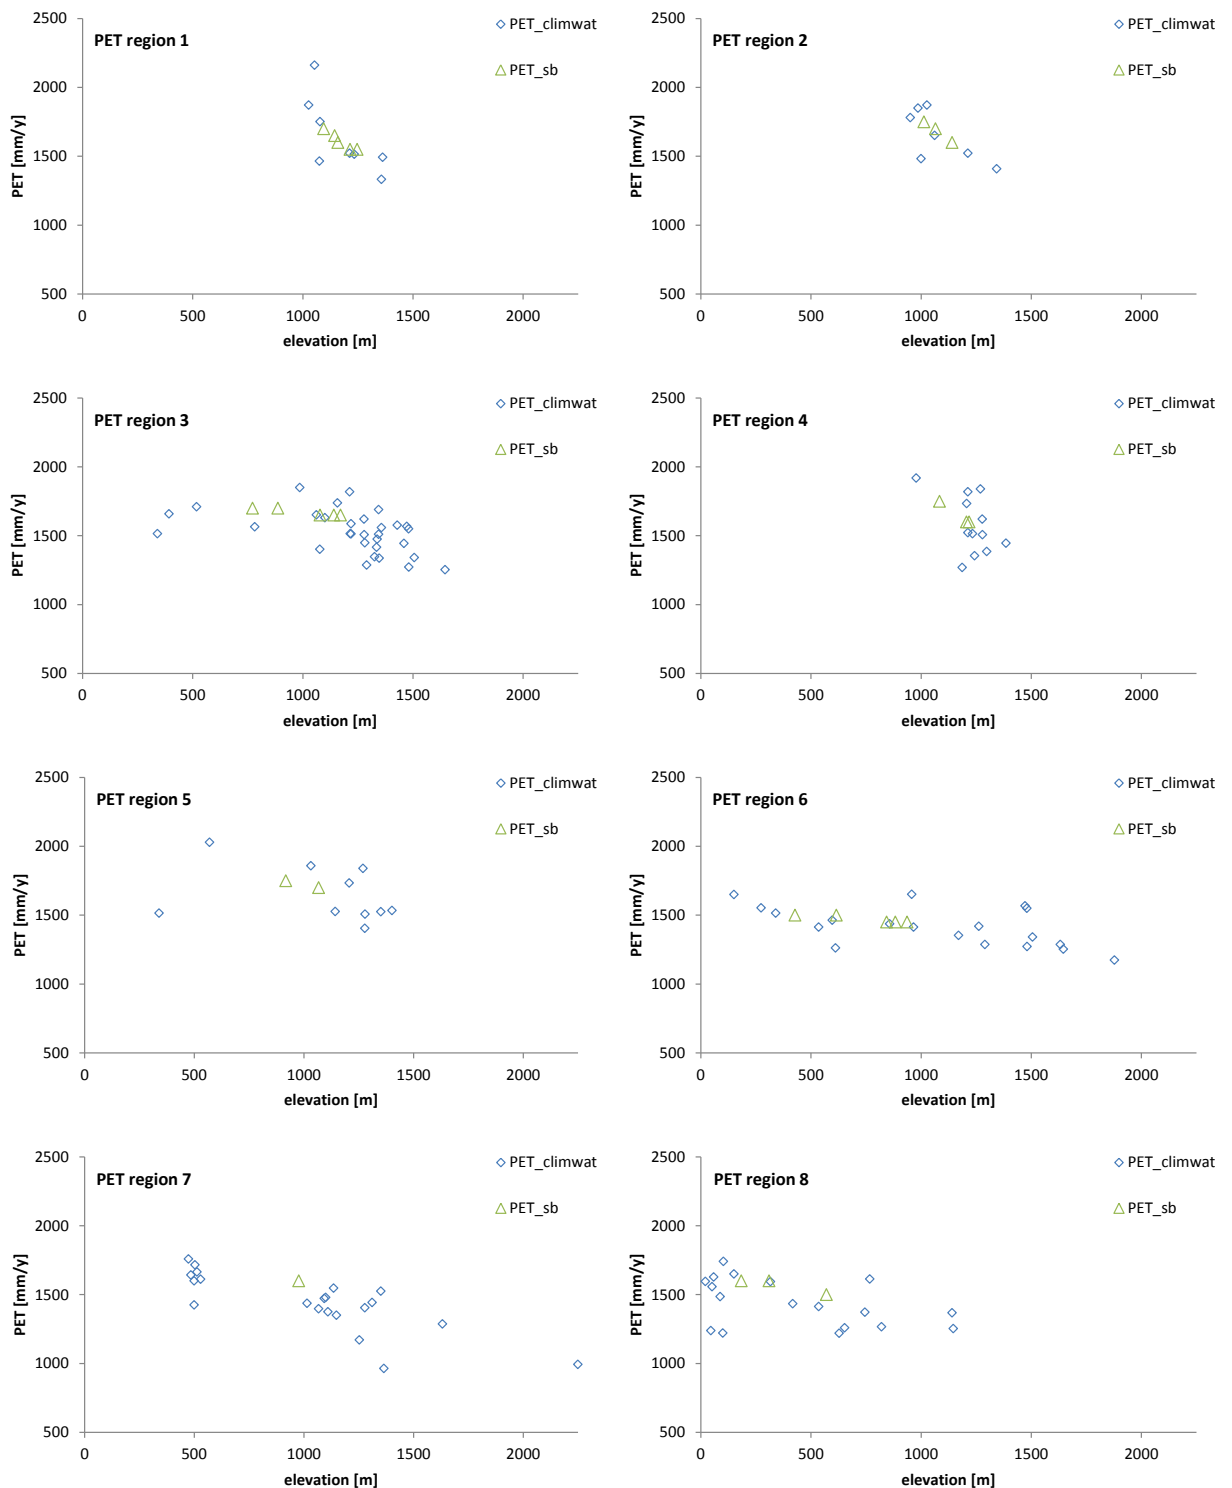 PET region 1
PET_climwat
PET_sb
PET [mm/y]
2500
2000
1500
1000
500
0
500
1000
1500
2000
elevation [m]
PET region 2
PET_climwat
PET_sb
PET [mm/y]
2500
2000
1500
1000
500
0
500
1000
1500
2000
elevation [m]
PET region 3
PET_climwat
PET_sb
PET [mm/y]
2500
2000
1500
1000
500
0
500
1000
1500
2000
elevation [m]
PET region 4
PET_climwat
PET_sb
PET [mm/y]
2500
2000
1500
1000
500
0
500
1000
1500
2000
elevation [m]
PET region 5
PET_climwat
PET_sb
PET [mm/y]
2500
2000
1500
1000
500
0
500
1000
1500
2000
elevation [m]
PET region 6
PET_climwat
PET_sb
PET [mm/y]
2500
2000
1500
1000
500
0
500
1000
1500
2000
elevation [m]
PET region 7
PET_climwat
PET_sb
PET [mm/y]
2500
2000
1500
1000
500
0
500
1000
1500
2000
elevation [m]
PET region 8
PET_climwat
PET_sb
PET [mm/y]
2500
2000
1500
1000
500
0
500
1000
1500
2000
elevation [m]